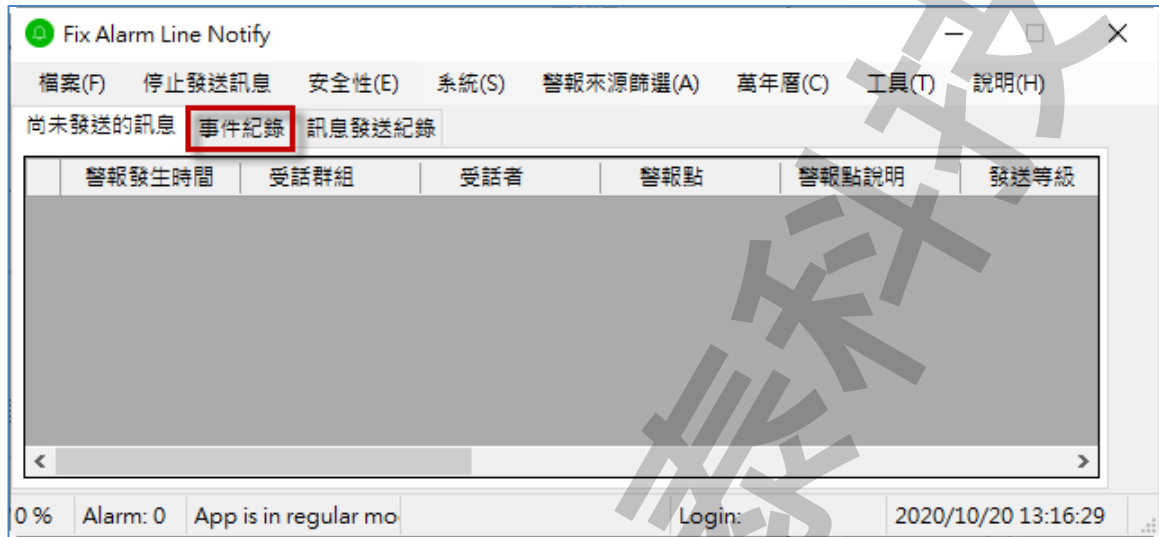 Fix Alarm Line Notify
檔案(F) 停止發送訊息 安全性(E) 系統(S) 警報來源篩選(A) 萬年曆(C) 工具(T) 說明(H)
尚未發送的訊息 事件紀錄 訊息發送紀錄
警報發生時間 受話群組 受話者 警報點 警報點說明 發送等級
0 % Alarm: 0 App is in regular mo Login: 2020/10/20 13:16:29
泰科技